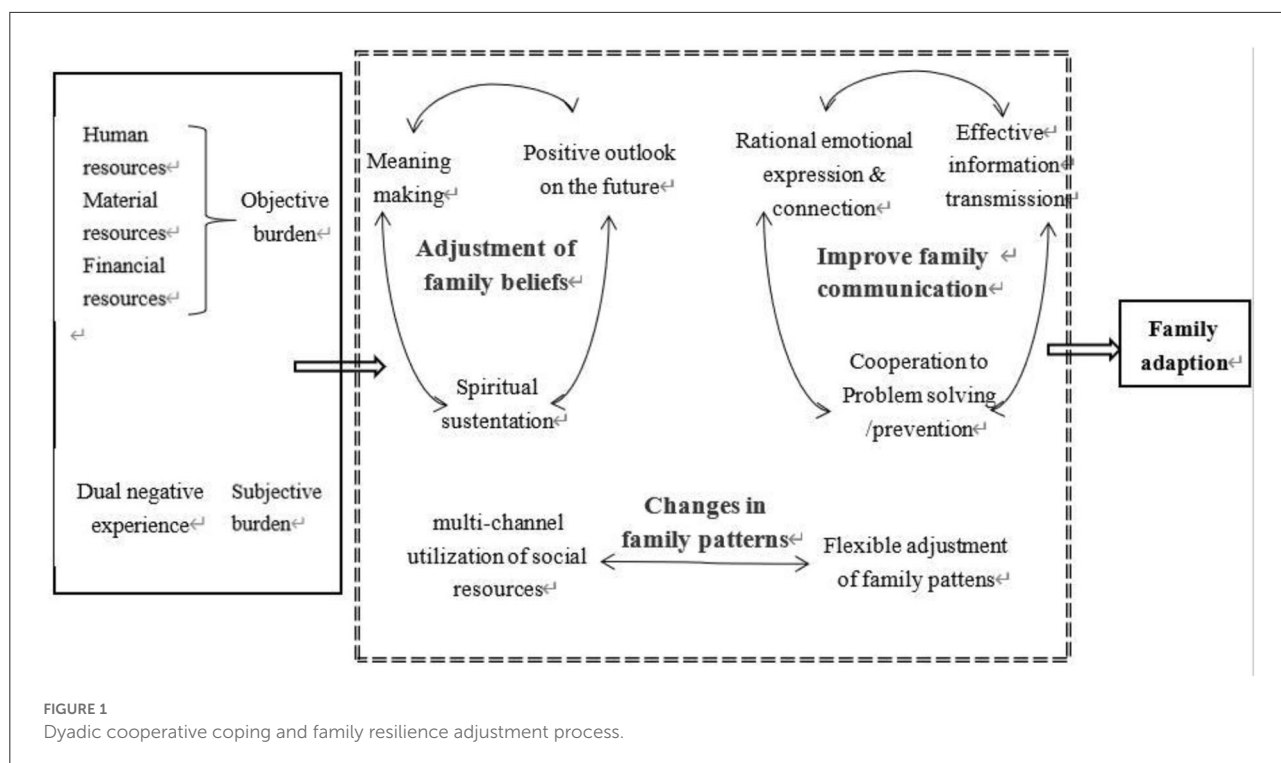 Human
resources↵
Material
resources↵
Financial
resources↵
↵
Objective
burden↵
Dual negative
experience↵
Subjective
burden↵
Meaning
making↵
Positive outlook
on the future↵
Adjustment of
family beliefs↵
Spiritual
sustentation↵
Rational emotional
expression &
connection↵
Effective↵
information↵
transmission↵
Improve family ↵
communication↵
Cooperation to
Problem solving
/prevention↵
Changes in
family patterns↵
multi-channel
utilization of social
resources↵
Flexible adjustment
of family pattens↵
Family
adaption↵
FIGURE 1
Dyadic cooperative coping and family resilience adjustment process.